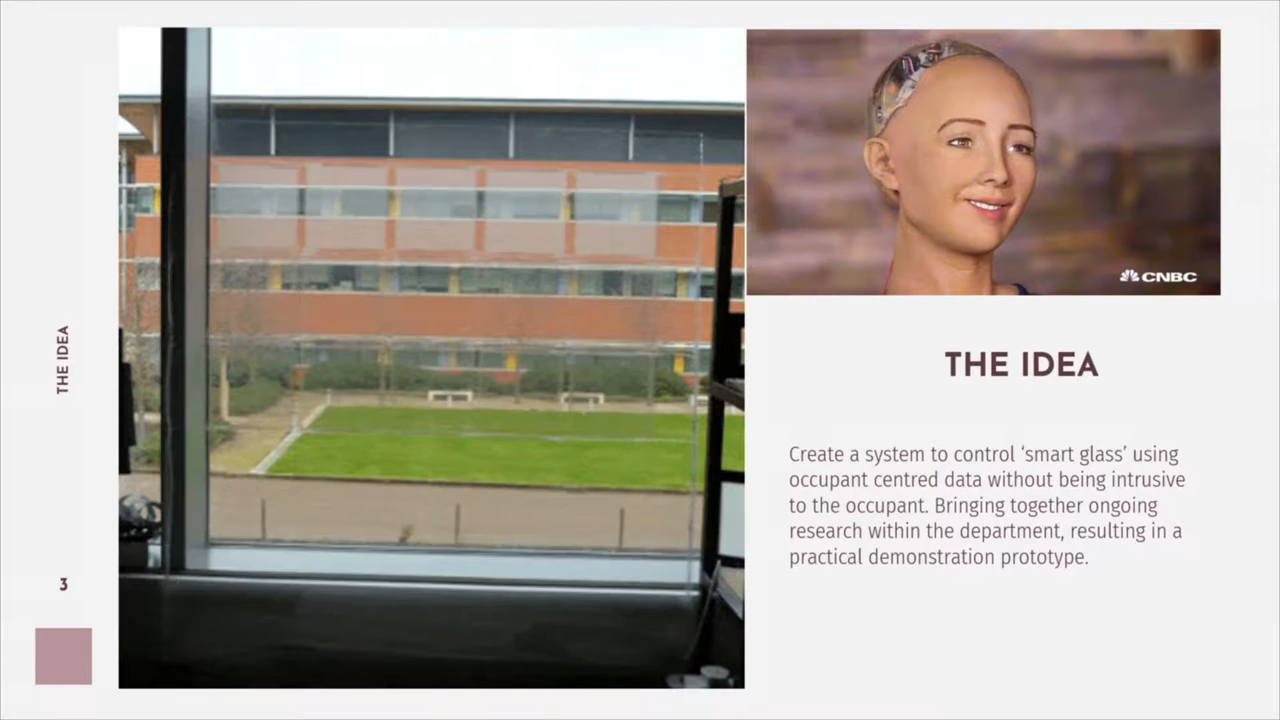 CNBC
THE IDEA
THE IDEA
Create a system to control ‘smart glass’ using
occupant centred data without being intrusive
to the occupant. Bringing together ongoing
research within the department, resulting in a
practical demonstration prototype.
3